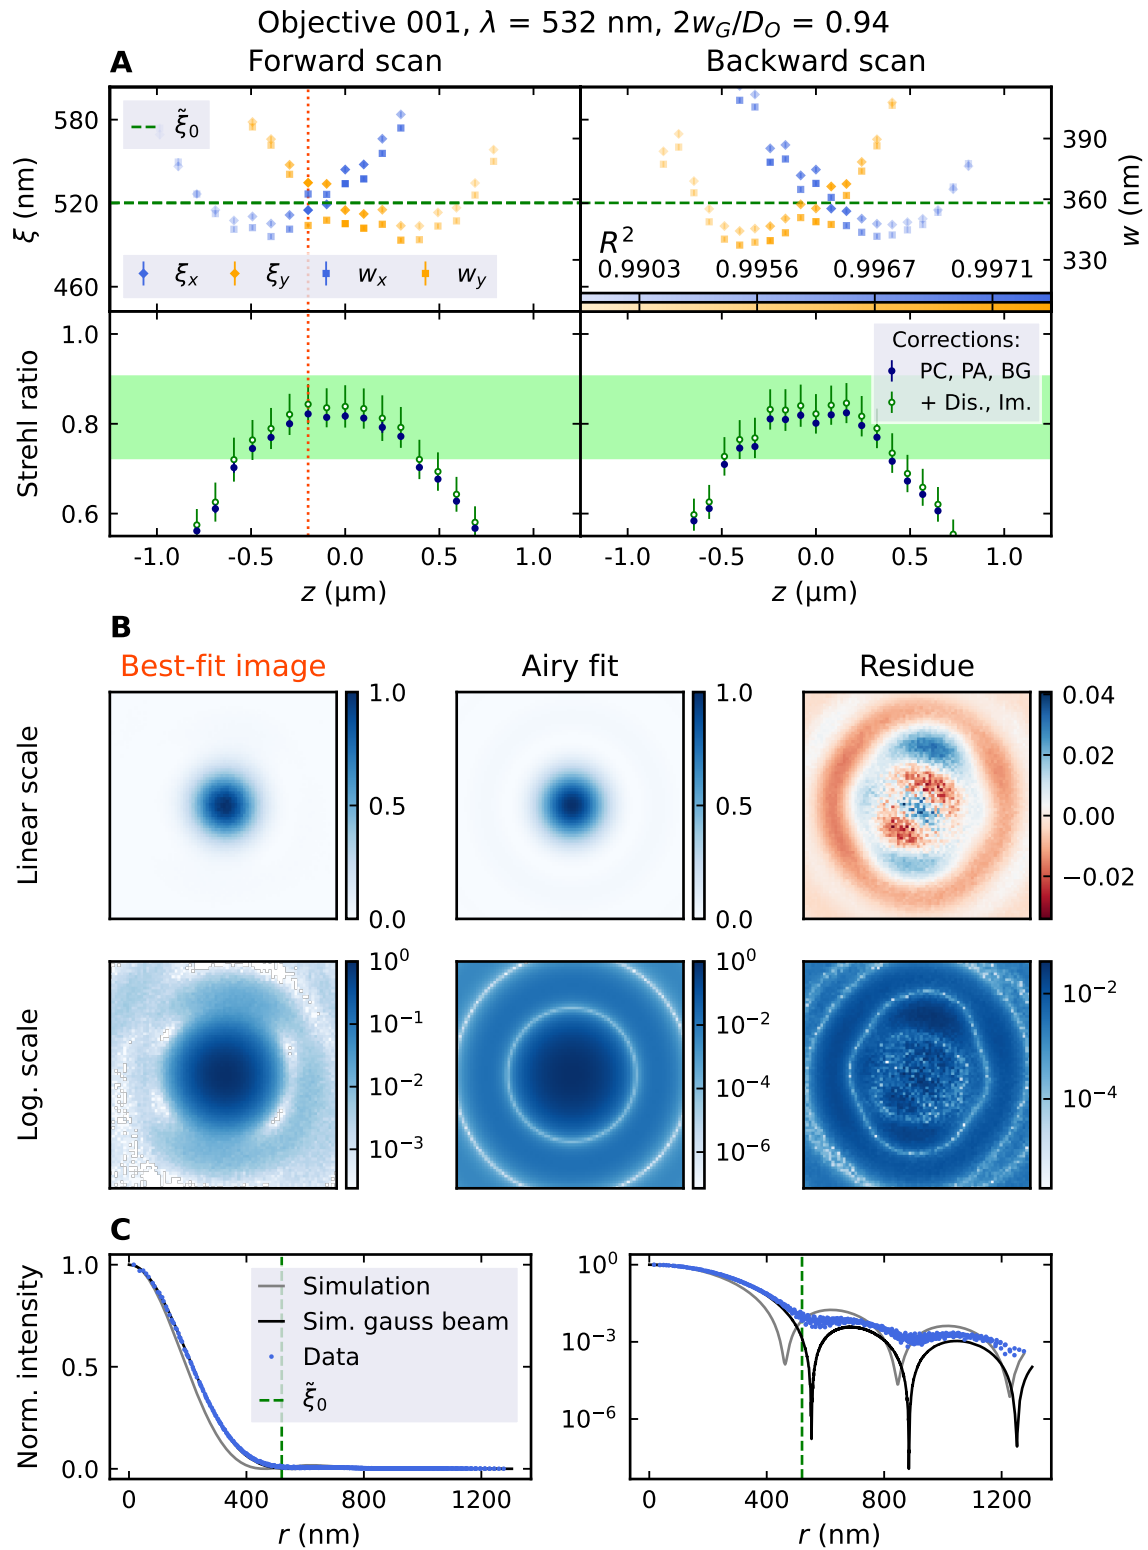 Objective 001, λ = 532 nm, 2w_G/D_O = 0.94
A Forward scan Backward scan
580
520
460
ξ (nm)
ξ̃₀
ξ_x ξ_y w_x w_y
390
360
330
w (nm)
R²
0.9903 0.9956 0.9967 0.9971
1.0
0.8
0.6
Strehl ratio
Corrections:
PC, PA, BG
+ Dis., Im.
-1.0 -0.5 0.0 0.5 1.0
z (µm)
-1.0 -0.5 0.0 0.5 1.0
z (µm)
B
Best-fit image Airy fit Residue
Linear scale
1.0
0.5
0.0
1.0
0.5
0.0
0.04
0.02
0.00
−0.02
Log. scale
10⁰
10⁻¹
10⁻²
10⁻³
10⁰
10⁻²
10⁻⁴
10⁻⁶
10⁻²
10⁻⁴
C
Norm. intensity
1.0
0.5
0.0
Simulation
Sim. gauss beam
Data
ξ̃₀
0 400 800 1200
r (nm)
10⁰
10⁻³
10⁻⁶
0 400 800 1200
r (nm)